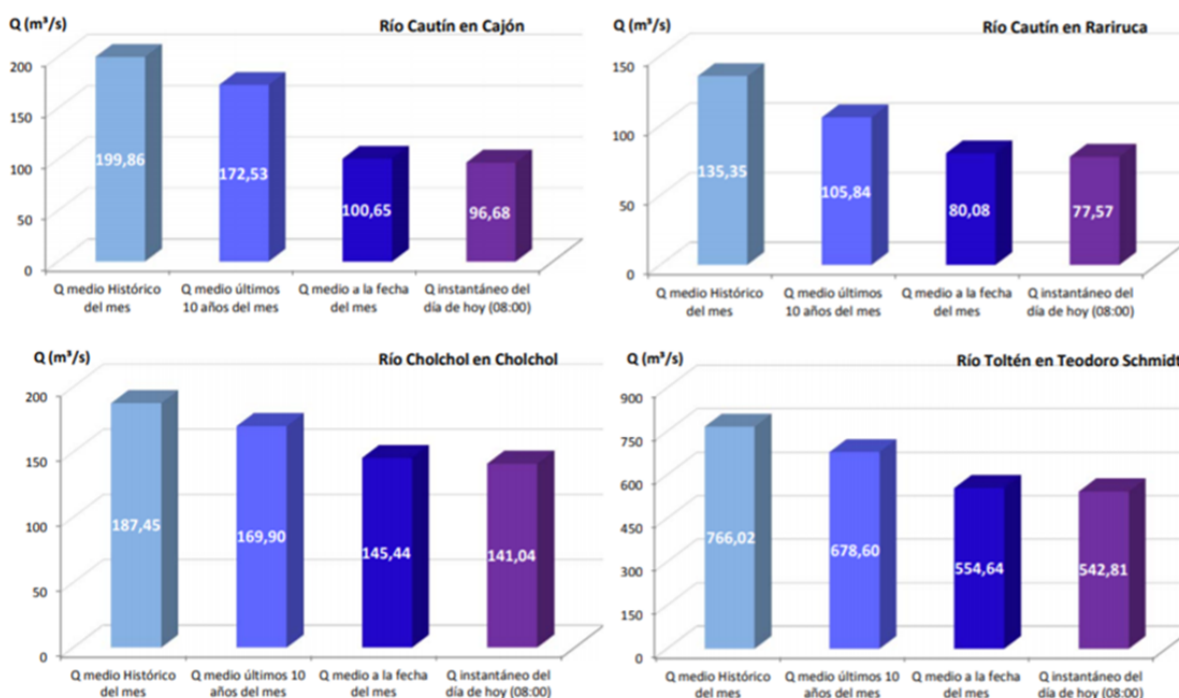 Q (m³/s)
Río Cautín en Cajón
200
150
100
50
0
199,86
172,53
100,65
96,68
Q medio Histórico
del mes
Q medio últimos
10 años del mes
Q medio a la fecha
del mes
Q instantáneo del
día de hoy (08:00)
Q (m³/s)
Río Cautín en Rariruca
150
100
50
0
135,35
105,84
80,08
77,57
Q medio Histórico
del mes
Q medio últimos
10 años del mes
Q medio a la fecha
del mes
Q instantáneo del
día de hoy (08:00)
Q (m³/s)
Río Cholchol en Cholchol
200
150
100
50
0
187,45
169,90
145,44
141,04
Q medio Histórico
del mes
Q medio últimos 10
años del mes
Q medio a la fecha
del mes
Q instantáneo del
día de hoy (08:00)
Q (m³/s)
Río Toltén en Teodoro Schmidt
900
750
600
450
300
150
0
766,02
678,60
554,64
542,81
Q medio Histórico
del mes
Q medio últimos 10
años del mes
Q medio a la fecha
del mes
Q instantáneo del
día de hoy (08:00)